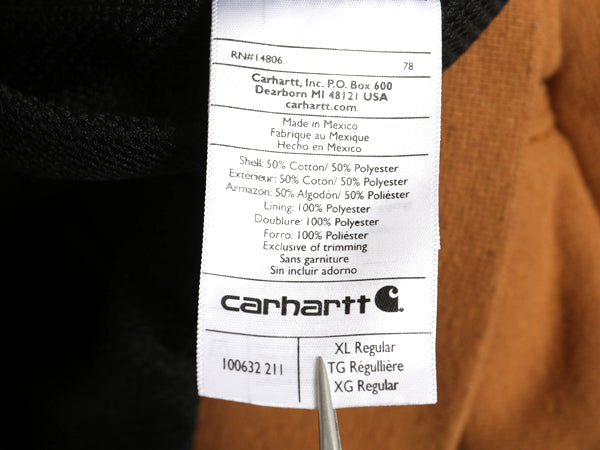 RN#14806 78
Carhartt, Inc. P.O. Box 600
Dearborn MI 48121 USA
carhartt.com
Made in Mexico
Fabrique au Mexique
Hecho en México
Shell: 50% Cotton/ 50% Polyester
Extérieur: 50% Coton/ 50% Polyester
Armazon: 50% Algodón/ 50% Poliéster
Lining: 100% Polyester
Doublure: 100% Polyester
Forro: 100% Poliéster
Exclusive of trimming
Sans garniture
Sin incluir adorno
carhartt
100632 211
XL Regular
TG Régullière
XG Regular